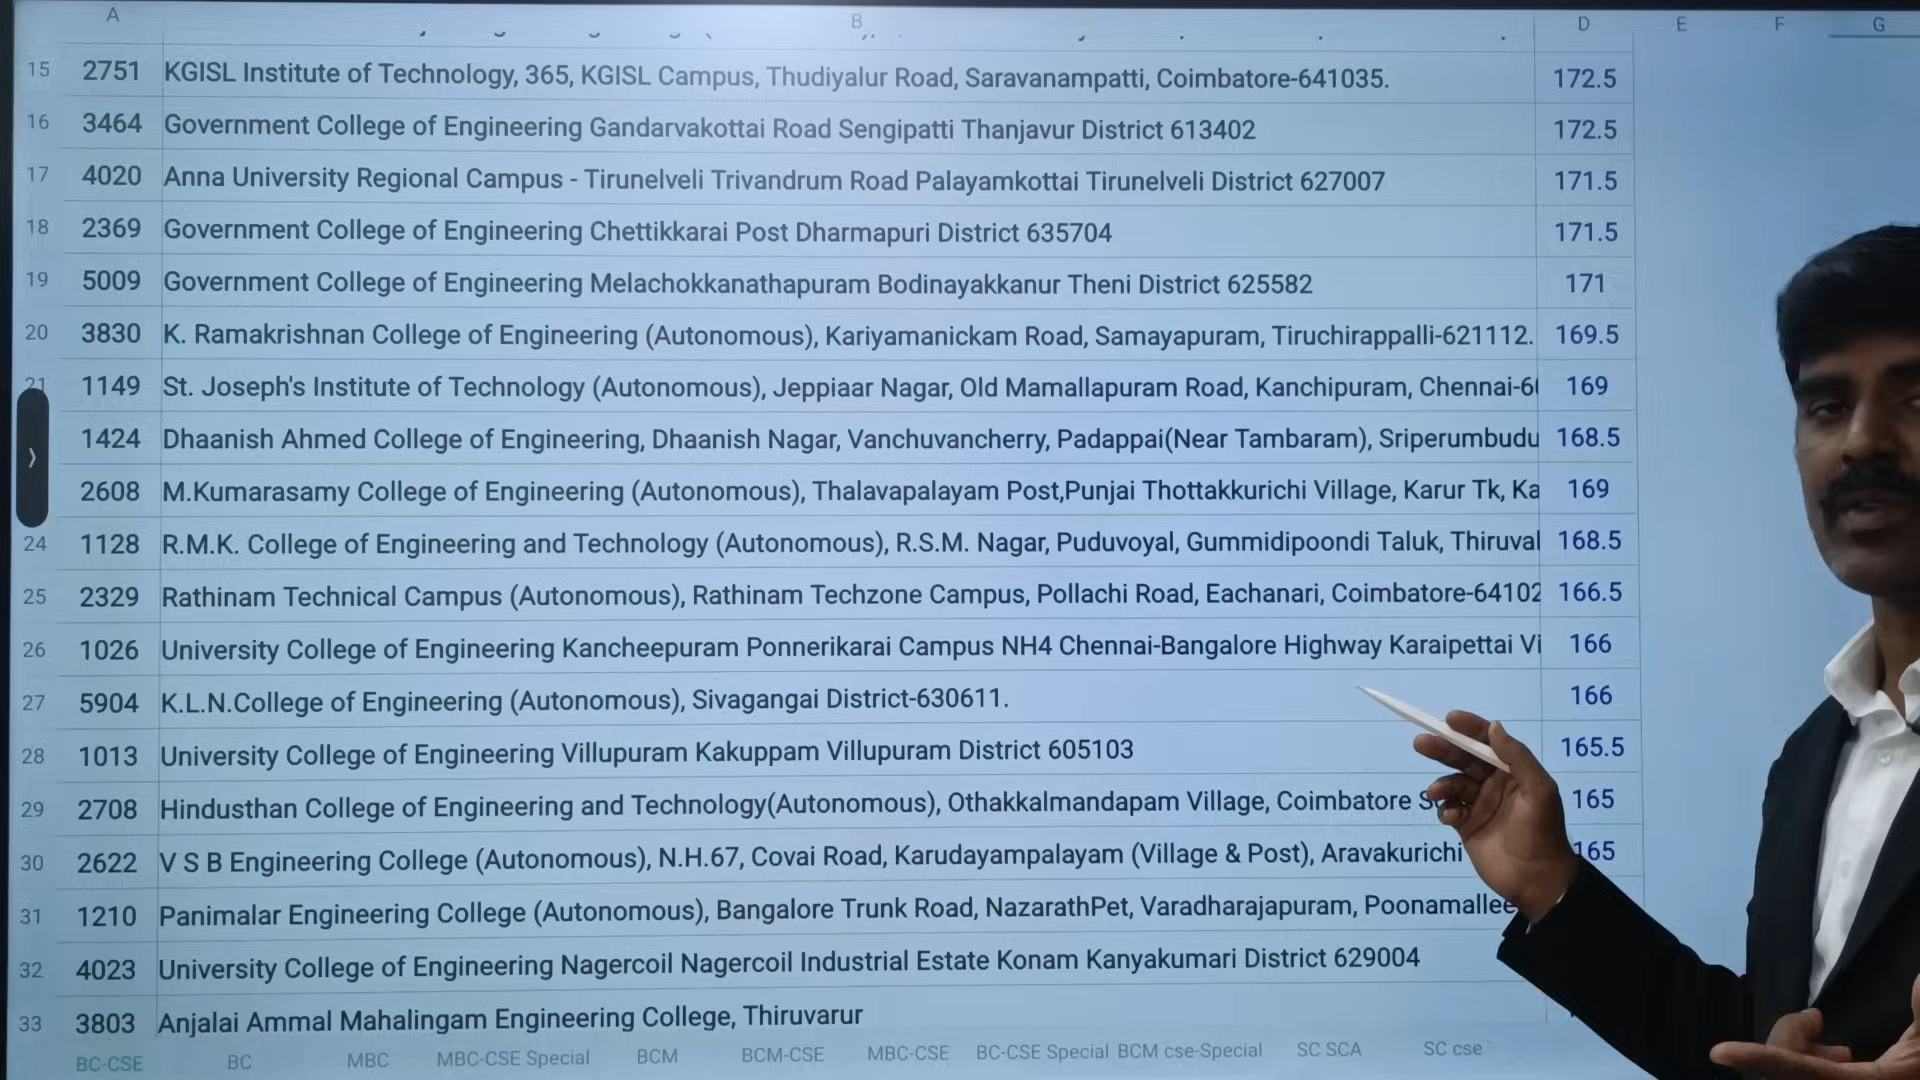 A B D E F G
15 2751 KGISL Institute of Technology, 365, KGISL Campus, Thudiyalur Road, Saravanampatti, Coimbatore-641035. 172.5
16 3464 Government College of Engineering Gandarvakottai Road Sengipatti Thanjavur District 613402 172.5
17 4020 Anna University Regional Campus - Tirunelveli Trivandrum Road Palayamkottai Tirunelveli District 627007 171.5
18 2369 Government College of Engineering Chettikkarai Post Dharmapuri District 635704 171.5
19 5009 Government College of Engineering Melachokkanathapuram Bodinayakkanur Theni District 625582 171
20 3830 K. Ramakrishnan College of Engineering (Autonomous), Kariyamanickam Road, Samayapuram, Tiruchirappalli-621112. 169.5
21 1149 St. Joseph's Institute of Technology (Autonomous), Jeppiaar Nagar, Old Mamallapuram Road, Kanchipuram, Chennai-6 169
1424 Dhaanish Ahmed College of Engineering, Dhaanish Nagar, Vanchuvancherry, Padappai(Near Tambaram), Sriperumbudu 168.5
2608 M.Kumarasamy College of Engineering (Autonomous), Thalavapalayam Post,Punjai Thottakkurichi Village, Karur Tk, Ka 169
24 1128 R.M.K. College of Engineering and Technology (Autonomous), R.S.M. Nagar, Puduvoyal, Gummidipoondi Taluk, Thiruval 168.5
25 2329 Rathinam Technical Campus (Autonomous), Rathinam Techzone Campus, Pollachi Road, Eachanari, Coimbatore-64102 166.5
26 1026 University College of Engineering Kancheepuram Ponnerikarai Campus NH4 Chennai-Bangalore Highway Karaipettai Vi 166
27 5904 K.L.N.College of Engineering (Autonomous), Sivagangai District-630611. 166
28 1013 University College of Engineering Villupuram Kakuppam Villupuram District 605103 165.5
29 2708 Hindusthan College of Engineering and Technology(Autonomous), Othakkalmandapam Village, Coimbatore 165
30 2622 V S B Engineering College (Autonomous), N.H.67, Covai Road, Karudayampalayam (Village & Post), Aravakurichi 165
31 1210 Panimalar Engineering College (Autonomous), Bangalore Trunk Road, NazarathPet, Varadharajapuram, Poonamallee
32 4023 University College of Engineering Nagercoil Nagercoil Industrial Estate Konam Kanyakumari District 629004
33 3803 Anjalai Ammal Mahalingam Engineering College, Thiruvarur
BC-CSE BC MBC MBC-CSE Special BCM BCM-CSE MBC-CSE BC-CSE Special BCM cse-Special SC SCA SC cse